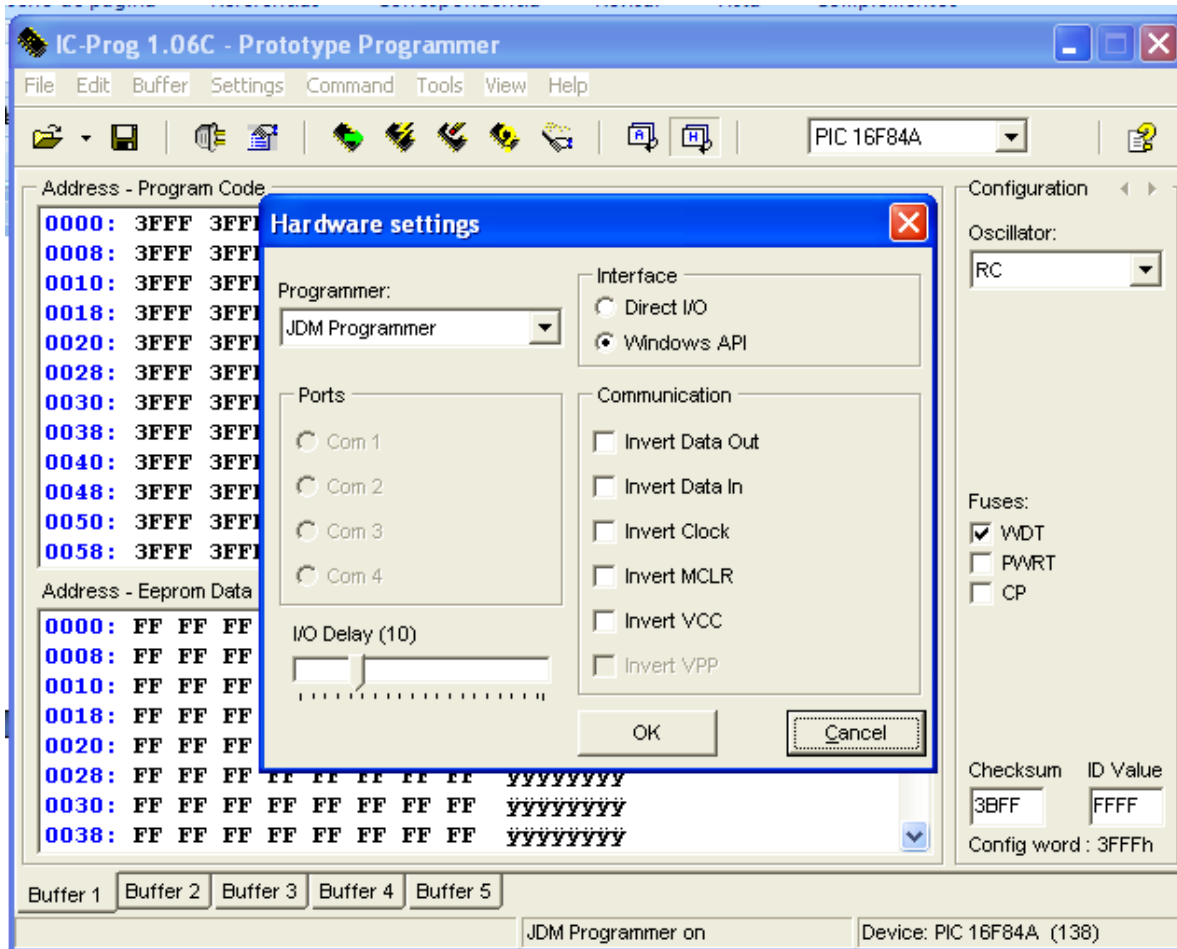 IC-Prog 1.06C - Prototype Programmer
File Edit Buffer Settings Command Tools View Help
PIC 16F84A
Address - Program Code
0000: 3FFF
0008: 3FFF
0010: 3FFF
0018: 3FFF
0020: 3FFF
0028: 3FFF
0030: 3FFF
0038: 3FFF
0040: 3FFF
0048: 3FFF
0050: 3FFF
0058: 3FFF
Address - Eeprom Data
0000: FF FF FF
0008: FF FF FF
0010: FF FF FF
0018: FF FF FF
0020: FF FF FF
0028: FF FF FF FF FF FF FF FF ÿÿÿÿÿÿÿÿ
0030: FF FF FF FF FF FF FF FF ÿÿÿÿÿÿÿÿ
0038: FF FF FF FF FF FF FF FF ÿÿÿÿÿÿÿÿ
Hardware settings
Programmer:
JDM Programmer
Interface
Direct I/O
Windows API
Ports
Com 1
Com 2
Com 3
Com 4
I/O Delay (10)
Communication
Invert Data Out
Invert Data In
Invert Clock
Invert MCLR
Invert VCC
Invert VPP
OK
Cancel
Configuration
Oscillator:
RC
Fuses:
WDT
PWRT
CP
Checksum ID Value
3BFF FFFF
Config word : 3FFFh
Buffer 1 Buffer 2 Buffer 3 Buffer 4 Buffer 5
JDM Programmer on
Device: PIC 16F84A (138)